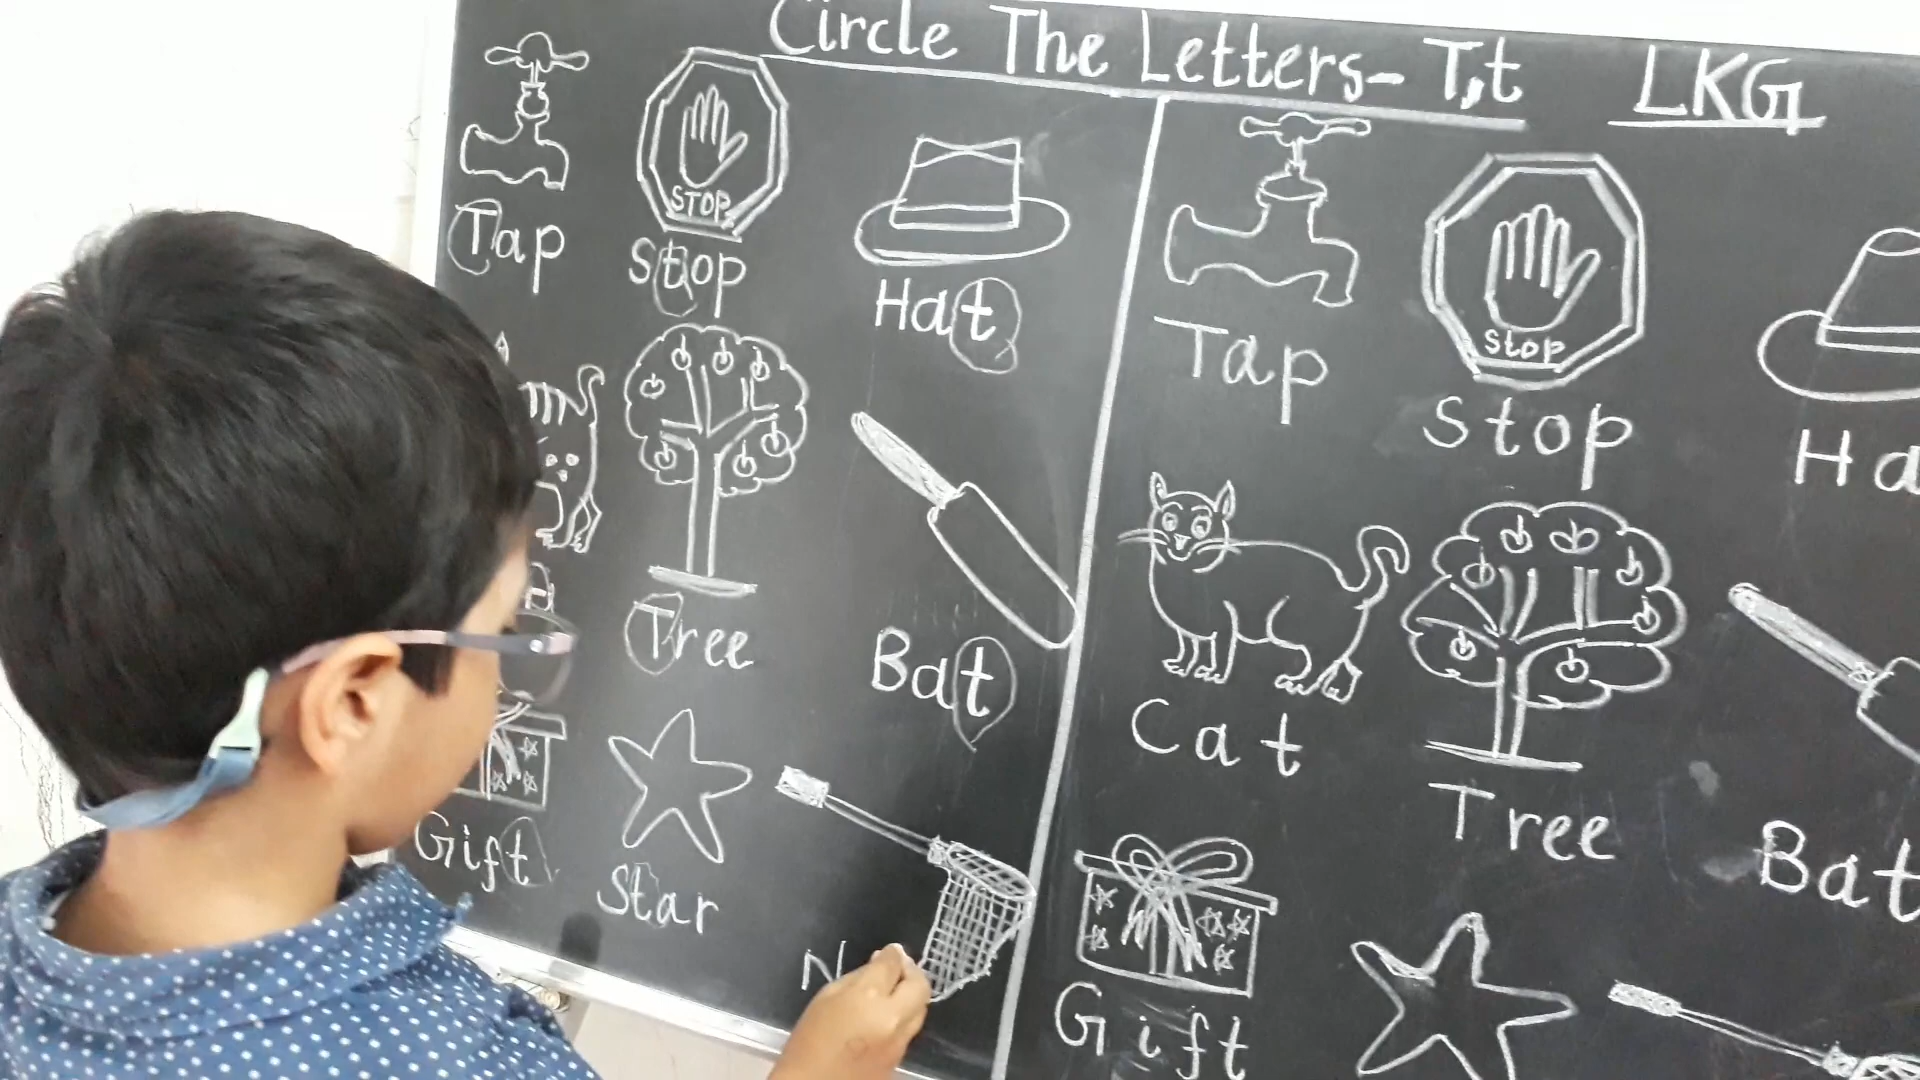 Circle The Letters- T,t LKG
STOP
Tap Stop Hat
Tree Bat
Gift Star
N
Stop
Tap Stop Ha
Cat Tree Bat
Gift